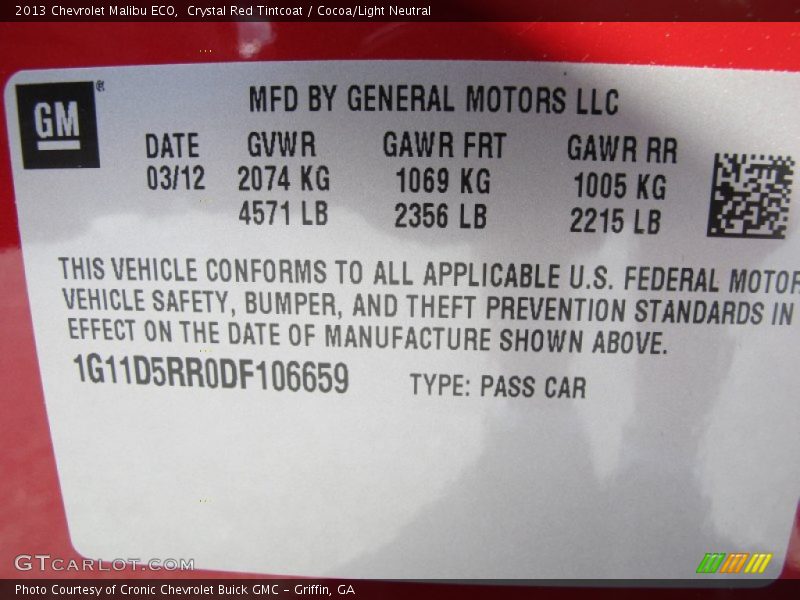 2013 Chevrolet Malibu ECO,  Crystal Red Tintcoat / Cocoa/Light Neutral
GM ®
MFD BY GENERAL MOTORS LLC
DATE GVWR GAWR FRT GAWR RR
03/12 2074 KG 1069 KG 1005 KG
4571 LB 2356 LB 2215 LB
THIS VEHICLE CONFORMS TO ALL APPLICABLE U.S. FEDERAL MOTOR
VEHICLE SAFETY, BUMPER, AND THEFT PREVENTION STANDARDS IN
EFFECT ON THE DATE OF MANUFACTURE SHOWN ABOVE.
1G11D5RR0DF106659 TYPE: PASS CAR
GTCARLOT.COM
Photo Courtesy of Cronic Chevrolet Buick GMC – Griffin, GA